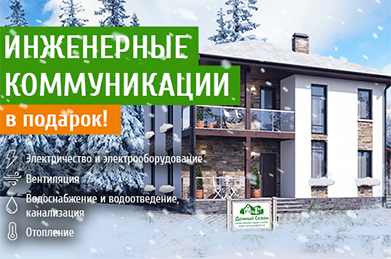 ИНЖЕНЕРНЫЕ
КОММУНИКАЦИИ
в подарок!
Электричество и электрооборудование
Вентиляция
Водоснабжение и водоотведение,
канализация
Отопление
Дачный Сезон